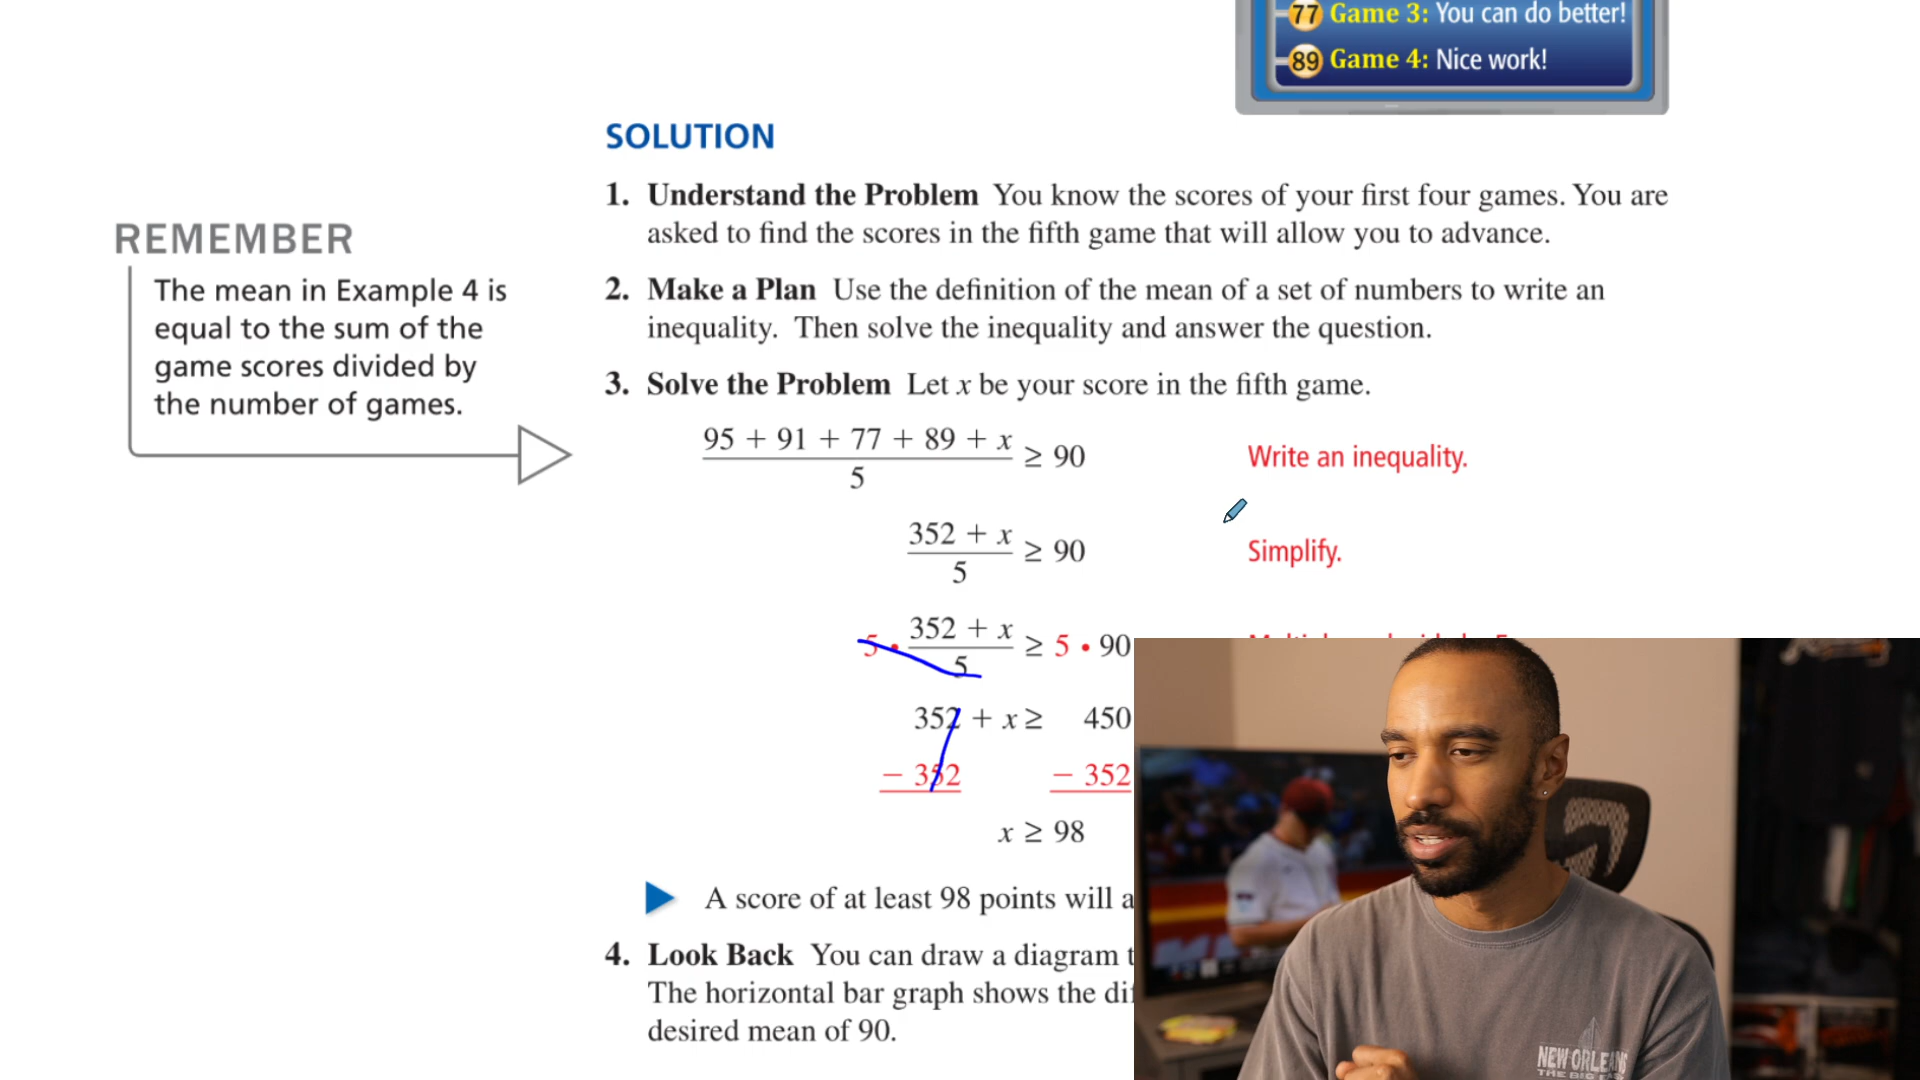 77 Game 3: You can do better!
89 Game 4: Nice work!
SOLUTION
1. Understand the Problem You know the scores of your first four games. You are
asked to find the scores in the fifth game that will allow you to advance.
REMEMBER
The mean in Example 4 is
equal to the sum of the
game scores divided by
the number of games.
2. Make a Plan Use the definition of the mean of a set of numbers to write an
inequality. Then solve the inequality and answer the question.
3. Solve the Problem Let x be your score in the fifth game.
95 + 91 + 77 + 89 + x
5
≥ 90
Write an inequality.
352 + x
5
≥ 90
Simplify.
5 • 352 + x
5
≥ 5 • 90
352 + x ≥ 450
− 352 − 352
x ≥ 98
A score of at least 98 points will
4. Look Back You can draw a diagram
The horizontal bar graph shows the
desired mean of 90.
NEW ORLEANS
THE BIG